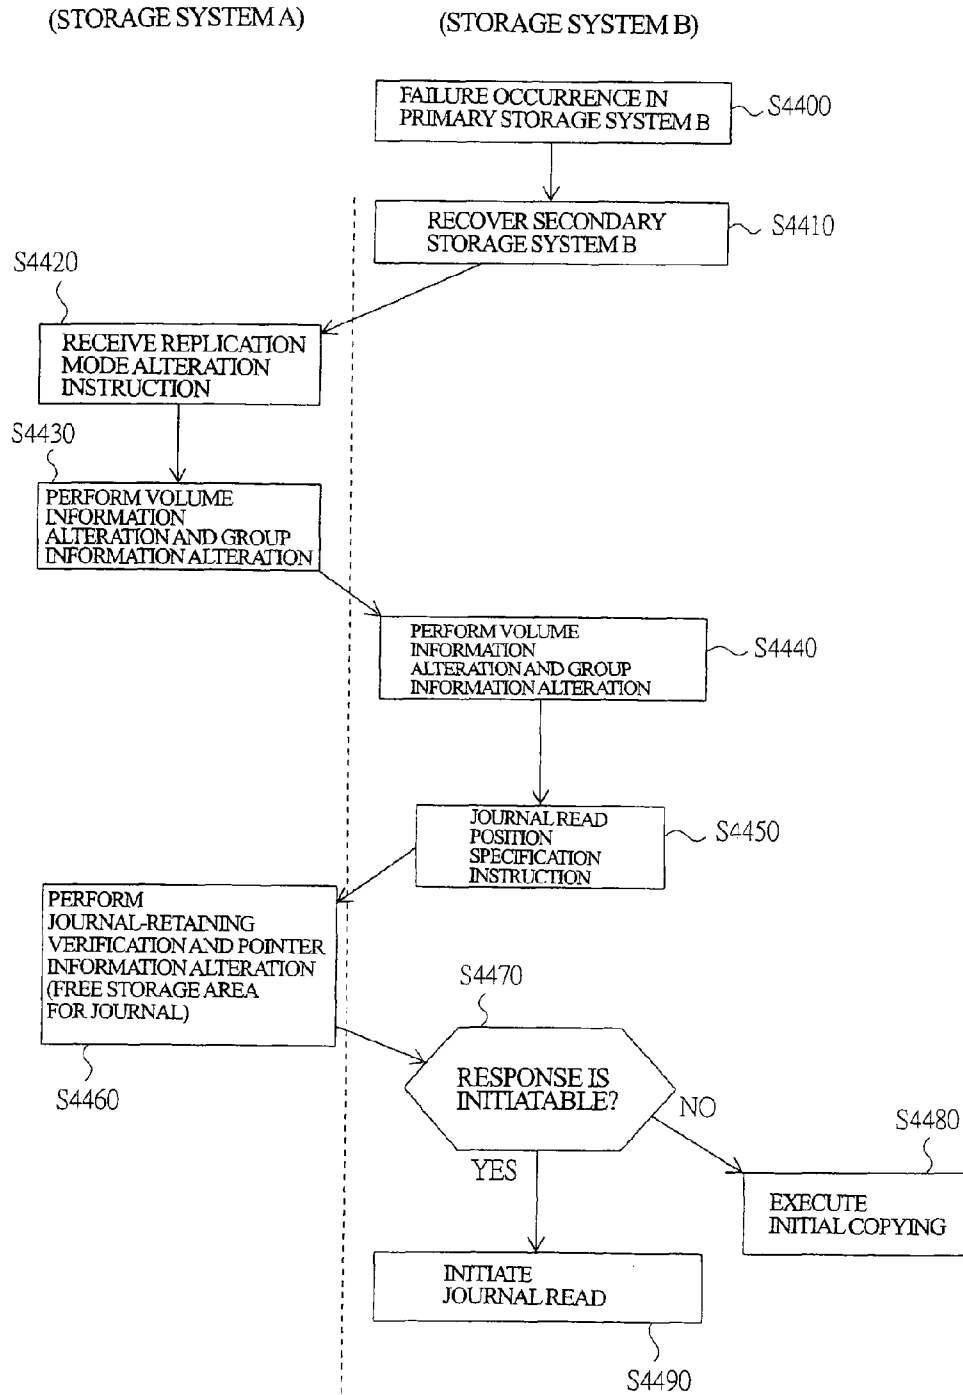 (STORAGE SYSTEM A)
(STORAGE SYSTEM B)
FAILURE OCCURRENCE IN
PRIMARY STORAGE SYSTEM B
S4400
RECOVER SECONDARY
STORAGE SYSTEM B
S4410
S4420
RECEIVE REPLICATION
MODE ALTERATION
INSTRUCTION
S4430
PERFORM VOLUME
INFORMATION
ALTERATION AND GROUP
INFORMATION ALTERATION
PERFORM VOLUME
INFORMATION
ALTERATION AND GROUP
INFORMATION ALTERATION
S4440
JOURNAL READ
POSITION
SPECIFICATION
INSTRUCTION
S4450
PERFORM
JOURNAL-RETAINING
VERIFICATION AND POINTER
INFORMATION ALTERATION
(FREE STORAGE AREA
FOR JOURNAL)
S4460
S4470
RESPONSE IS
INITIATABLE?
NO
YES
S4480
EXECUTE
INITIAL COPYING
INITIATE
JOURNAL READ
S4490